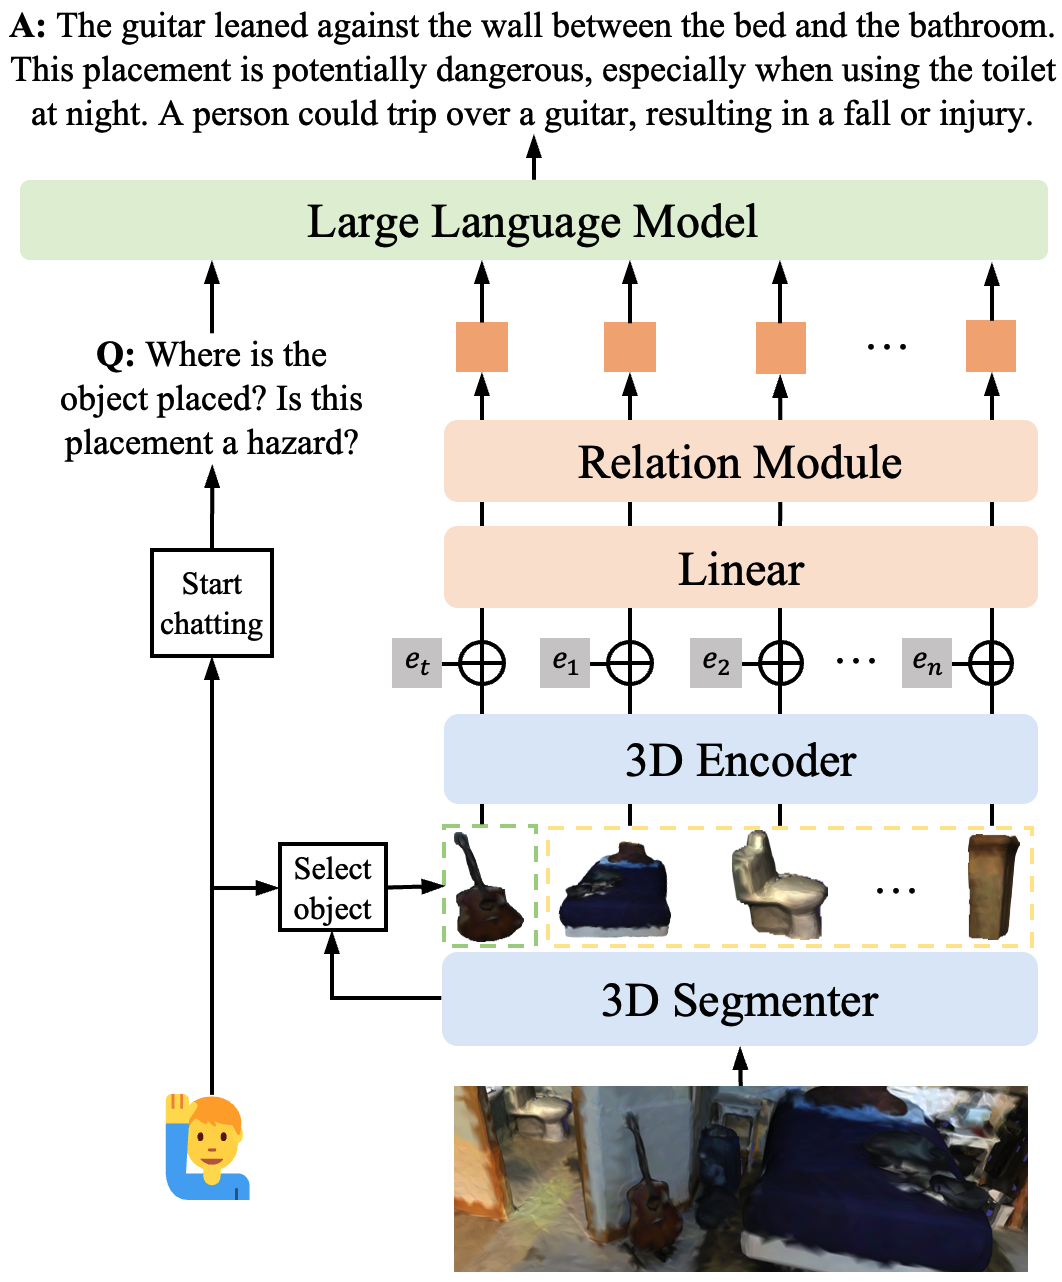 A: The guitar leaned against the wall between the bed and the bathroom.
This placement is potentially dangerous, especially when using the toilet
at night. A person could trip over a guitar, resulting in a fall or injury.
Large Language Model
Q: Where is the
object placed? Is this
placement a hazard?
...
Relation Module
Linear
Start
chatting
e_t e_1 e_2 ... e_n
3D Encoder
Select
object
...
3D Segmenter